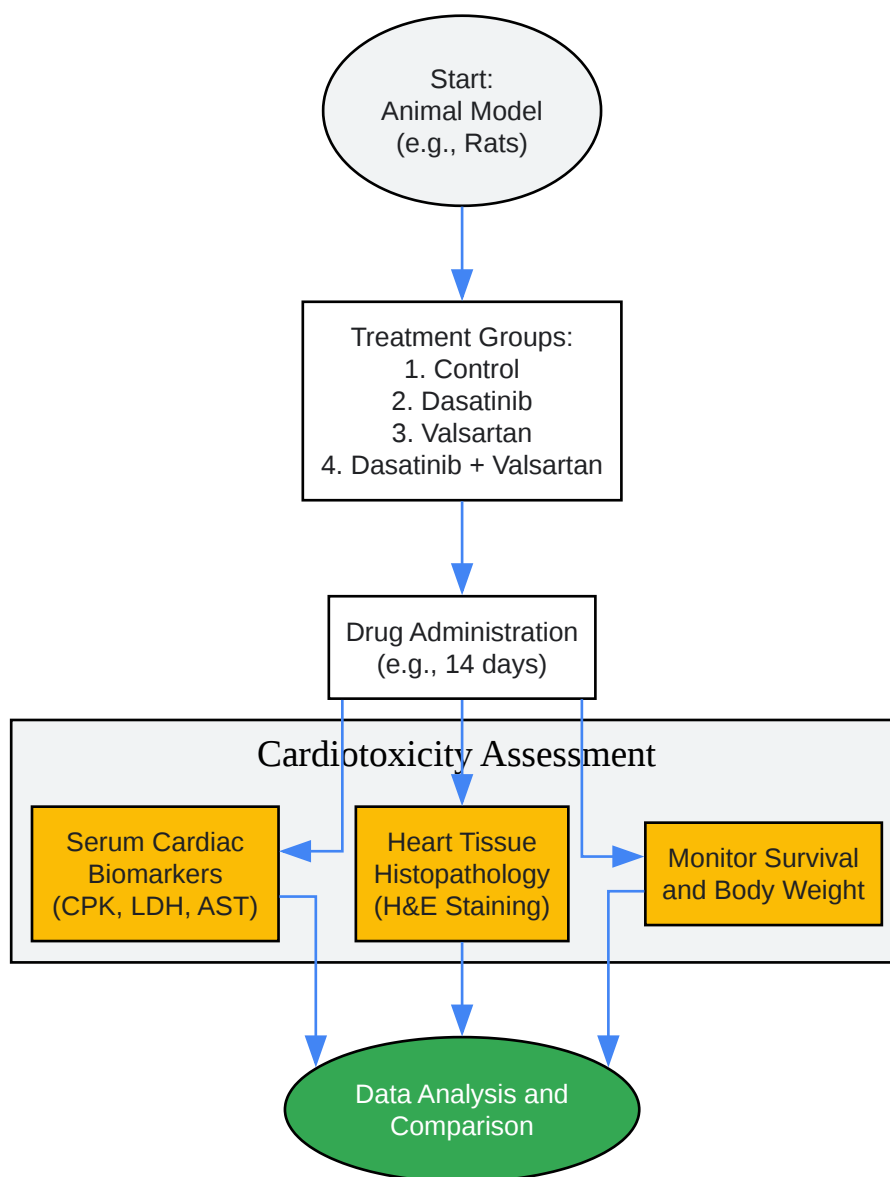 Start:
Animal Model
(e.g., Rats)
Treatment Groups:
1. Control
2. Dasatinib
3. Valsartan
4. Dasatinib + Valsartan
Drug Administration
(e.g., 14 days)
Cardiotoxicity Assessment
Serum Cardiac
Biomarkers
(CPK, LDH, AST)
Heart Tissue
Histopathology
(H&E Staining)
Monitor Survival
and Body Weight
Data Analysis and
Comparison